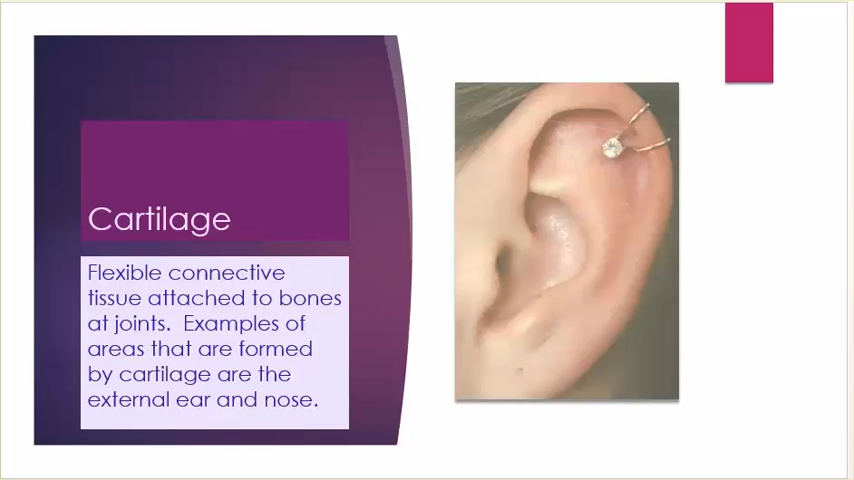 Cartilage
Flexible connective
tissue attached to bones
at joints.  Examples of
areas that are formed
by cartilage are the
external ear and nose.